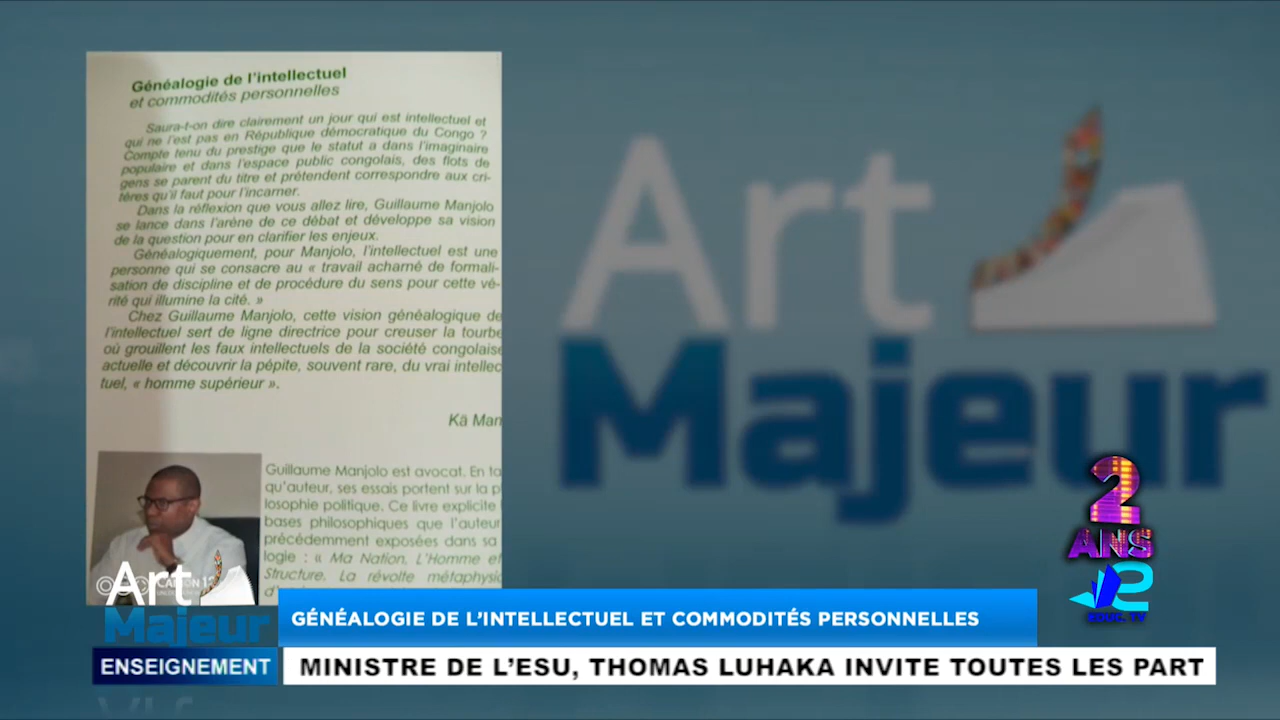 Généalogie de l'intellectuel
et commodités personnelles
Saura-t-on dire clairement un jour qui est intellectuel et
qui ne l'est pas en République démocratique du Congo ?
Compte tenu du prestige que le statut a dans l'imaginaire
populaire et dans l'espace public congolais, des flots de
gens se parent du titre et prétendent correspondre aux cri-
tères qu'il faut pour l'incarner.
Dans la réflexion que vous allez lire, Guillaume Manjolo
se lance dans l'arène de ce débat et développe sa vision
de la question pour en clarifier les enjeux.
Généalogiquement, pour Manjolo, l'intellectuel est une
personne qui se consacre au « travail acharné de formali-
sation de discipline et de procédure du sens pour cette vé-
rité qui illumine la cité. »
Chez Guillaume Manjolo, cette vision généalogique de
l'intellectuel sert de ligne directrice pour creuser la tourbe
où grouillent les faux intellectuels de la société congolaise
actuelle et découvrir la pépite, souvent rare, du vrai intellec
tuel, « homme supérieur ».
Kä Man
Guillaume Manjolo est avocat. En ta
qu'auteur, ses essais portent sur la p
losophie politique. Ce livre explicite
bases philosophiques que l'auteur
précédemment exposées dans sa
logie : « Ma Nation, L'Homme et
Structure, La révolte métaphysic
Art
Majeur
2
ANS
EDUC. TV
Art
Majeur
GÉNÉALOGIE DE L'INTELLECTUEL ET COMMODITÉS PERSONNELLES
ENSEIGNEMENT
MINISTRE DE L'ESU, THOMAS LUHAKA INVITE TOUTES LES PART